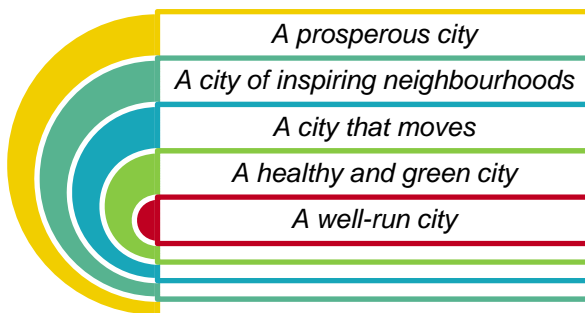 A prosperous city
A city of inspiring neighbourhoods
A city that moves
A healthy and green city
A well-run city